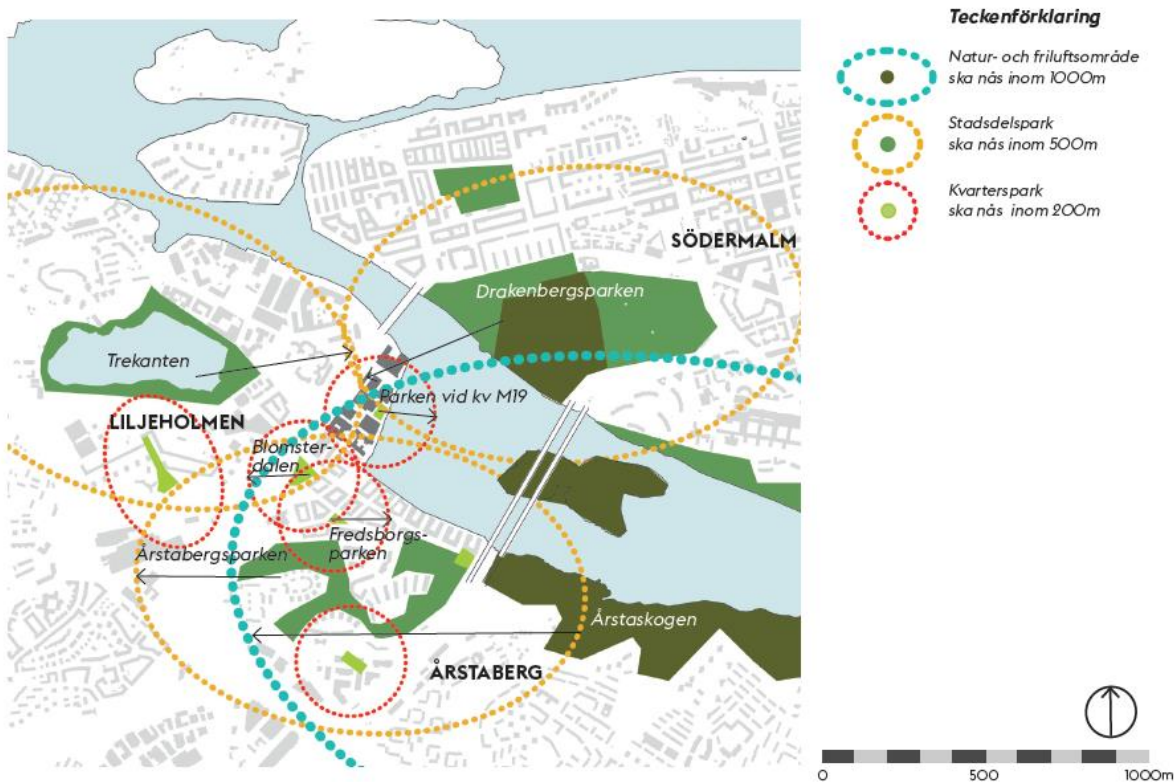 Teckenförklaring
Natur- och friluftsområde
ska nås inom 1000m
Stadsdelspark
ska nås inom 500m
Kvarterspark
ska nås inom 200m
SÖDERMALM
Drakenbergsparken
Trekanten
Parken vid kv M19
LILJEHOLMEN
Blomster-
dalen
Fredsborgs-
parken
Årstabergsparken
Årstaskogen
ÅRSTABERG
0 500 1000m